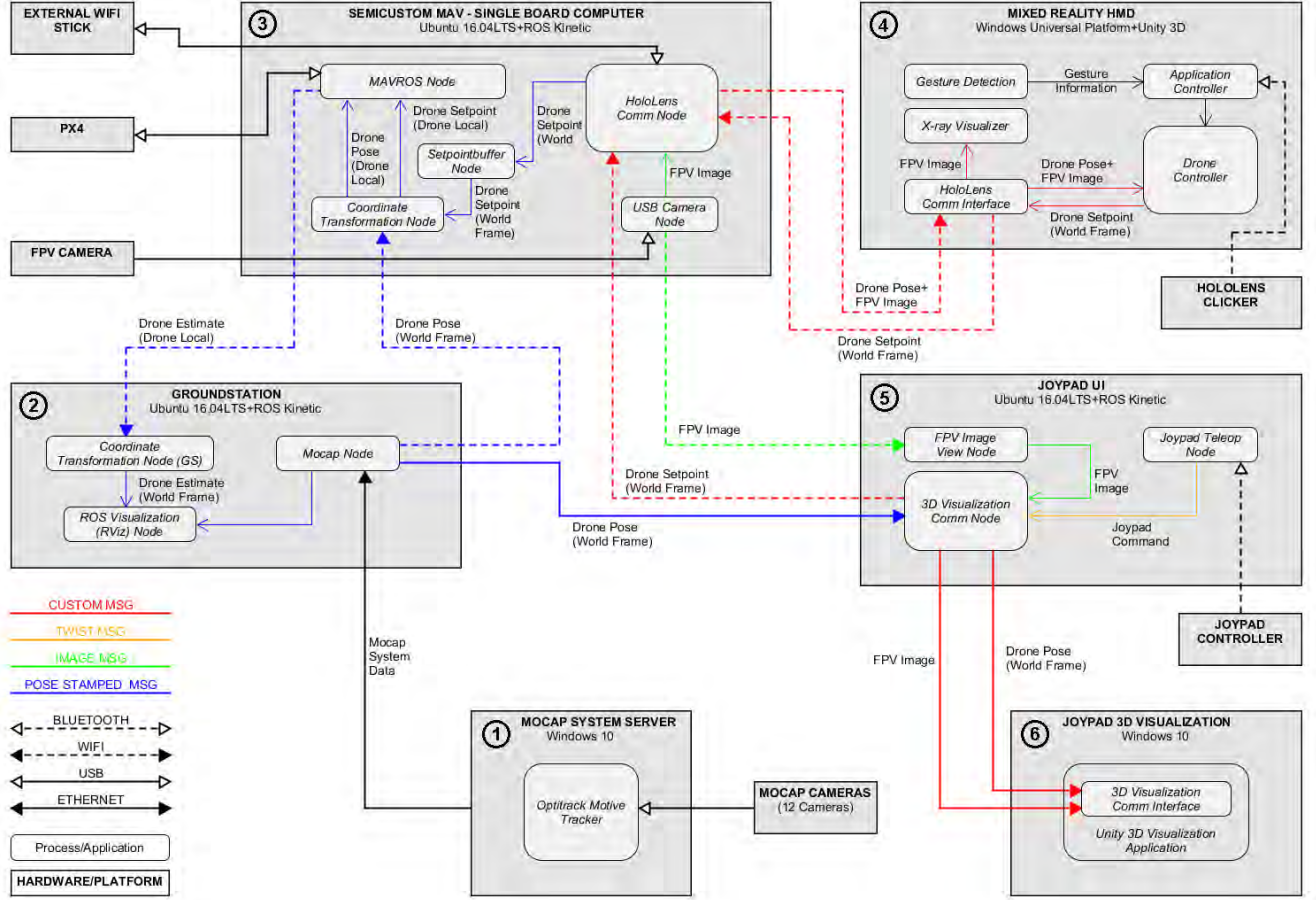 EXTERNAL WIFI
STICK
PX4
FPV CAMERA
3
SEMICUSTOM MAV - SINGLE BOARD COMPUTER
Ubuntu 16.04LTS+ROS Kinetic
MAVROS Node
HoloLens
Comm Node
Drone Setpoint
(Drone Local)
Drone
Pose
(Drone
Local)
Drone
Setpoint
(World
Setpointbuffer
Node
Drone
Setpoint
(World
Frame)
FPV Image
Coordinate
Transformation Node
USB Camera
Node
4
MIXED REALITY HMD
Windows Universal Platform+Unity 3D
Gesture Detection
Gesture
Information
Application
Controller
X-ray Visualizer
FPV Image
Drone Pose+
FPV Image
Drone
Controller
HoloLens
Comm Interface
Drone Setpoint
(World Frame)
HOLOLENS
CLICKER
Drone Pose+
FPV Image
Drone Setpoint
(World Frame)
Drone Estimate
(Drone Local)
Drone Pose
(World Frame)
2
GROUNDSTATION
Ubuntu 16.04LTS+ROS Kinetic
Coordinate
Transformation Node (GS)
Mocap Node
Drone Estimate
(World Frame)
ROS Visualization
(RViz) Node
FPV Image
Drone Setpoint
(World Frame)
Drone Pose
(World Frame)
5
JOYPAD UI
Ubuntu 16.04LTS+ROS Kinetic
FPV Image
View Node
Joypad Teleop
Node
FPV
Image
3D Visualization
Comm Node
Joypad
Command
JOYPAD
CONTROLLER
FPV Image
Drone Pose
(World Frame)
CUSTOM MSG
TWIST MSG
IMAGE MSG
POSE STAMPED MSG
BLUETOOTH
WIFI
USB
ETHERNET
Process/Application
HARDWARE/PLATFORM
Mocap
System
Data
1
MOCAP SYSTEM SERVER
Windows 10
Optitrack Motive
Tracker
MOCAP CAMERAS
(12 Cameras)
6
JOYPAD 3D VISUALIZATION
Windows 10
3D Visualization
Comm Interface
Unity 3D Visualization
Application